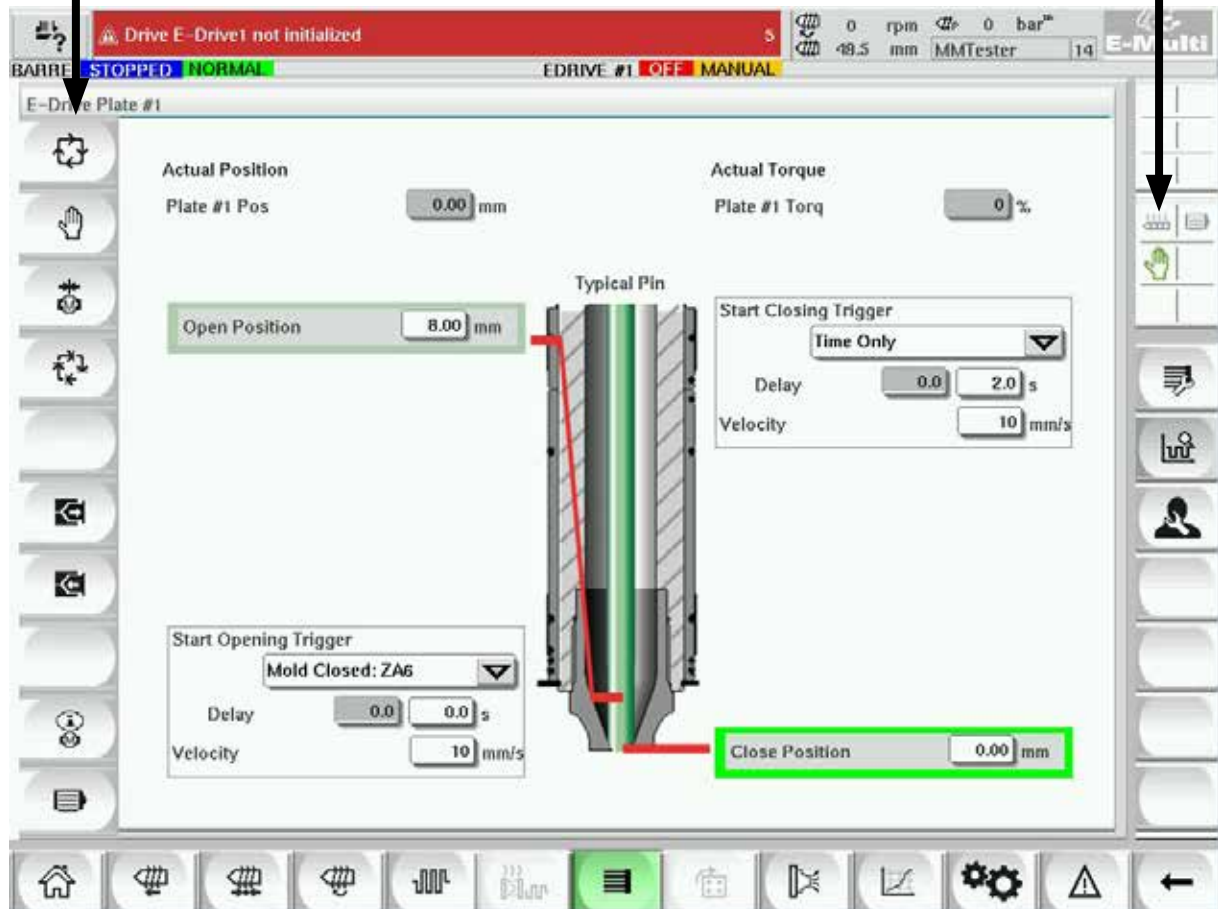 Drive E-Drive1 not initialized 5
0 rpm 0 bar
48.5 mm MMTester 14
E-Multi
STOPPED NORMAL EDRIVE #1 OFF MANUAL
E-Drive Plate #1
Actual Position
Actual Torque
Plate #1 Pos 0.00 mm
Plate #1 Torq 0 %
Typical Pin
Open Position 8.00 mm
Start Closing Trigger
Time Only
Delay 0.0 2.0 s
Velocity 10 mm/s
Start Opening Trigger
Mold Closed: ZA6
Delay 0.0 0.0 s
Velocity 10 mm/s
Close Position 0.00 mm